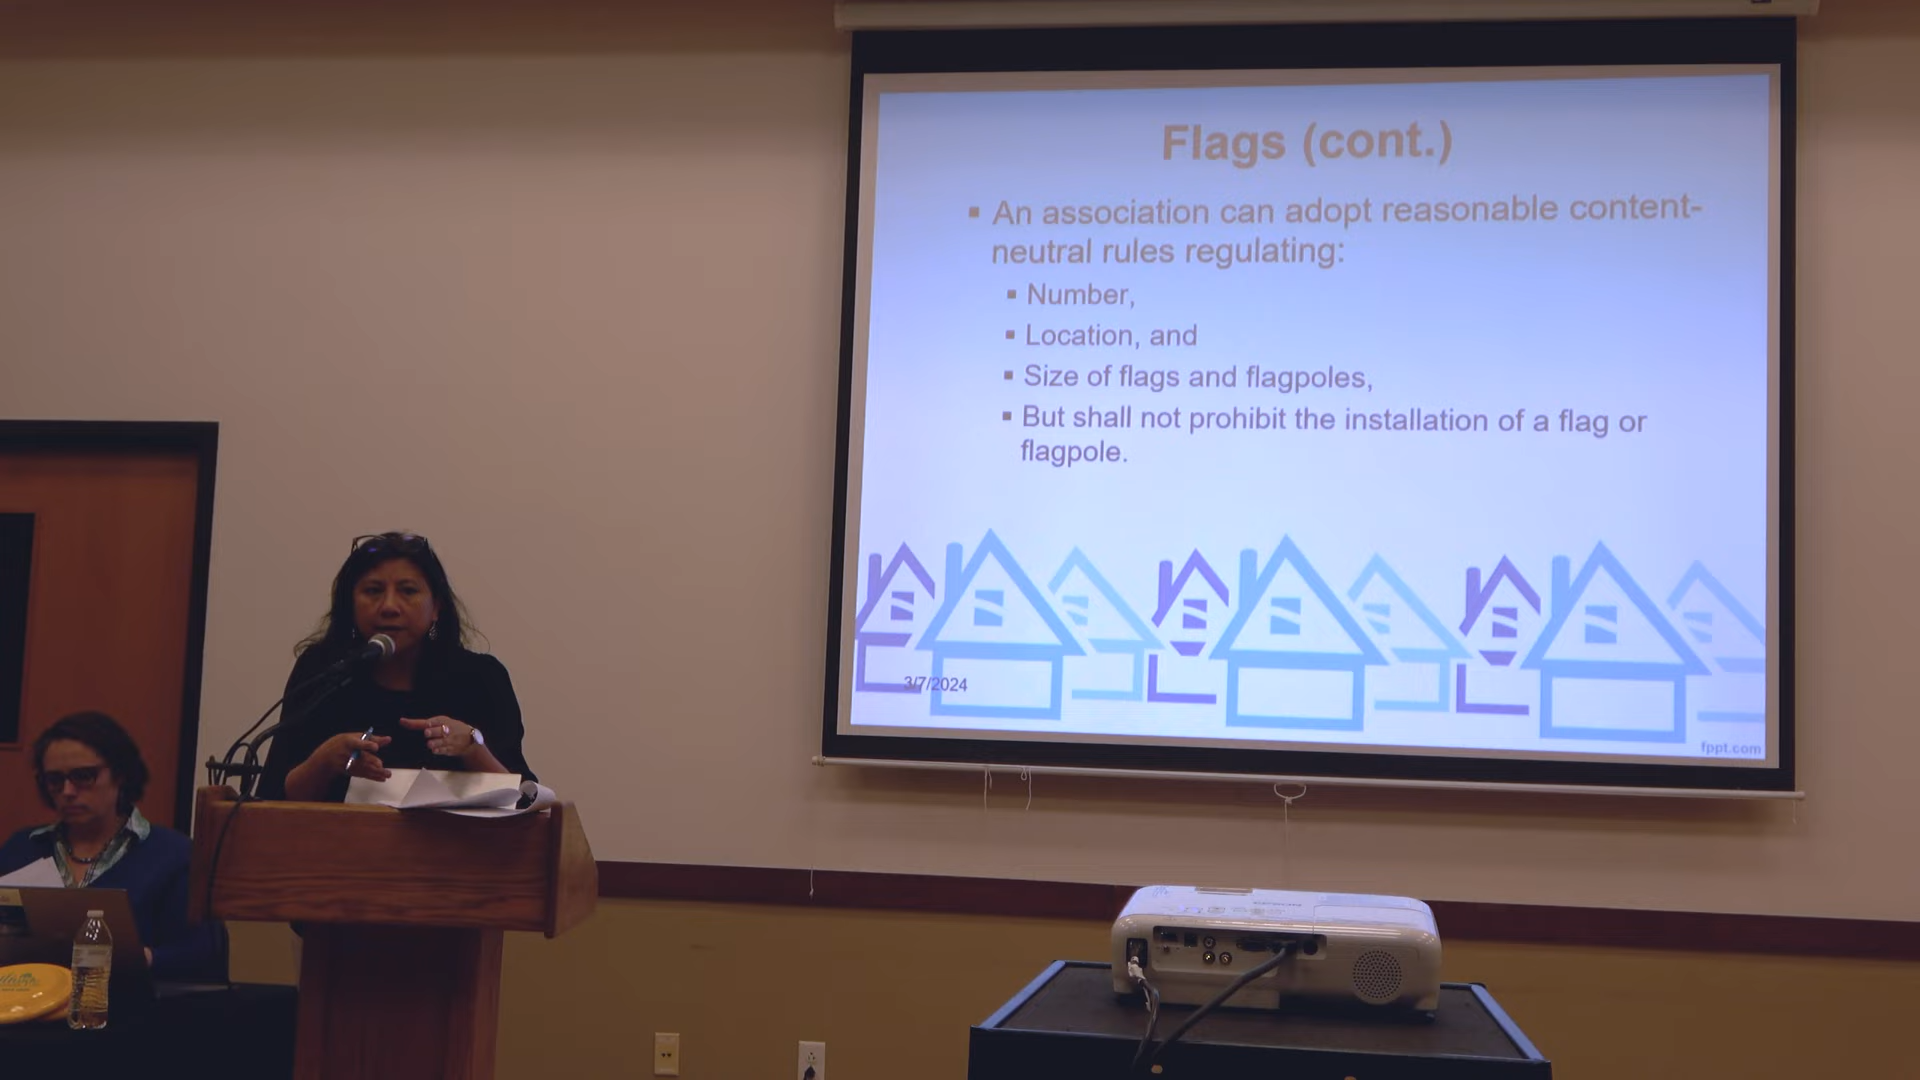 Flags (cont.)
▪ An association can adopt reasonable content-
neutral rules regulating:
▪ Number,
▪ Location, and
▪ Size of flags and flagpoles,
▪ But shall not prohibit the installation of a flag or
flagpole.
3/7/2024
fppt.com